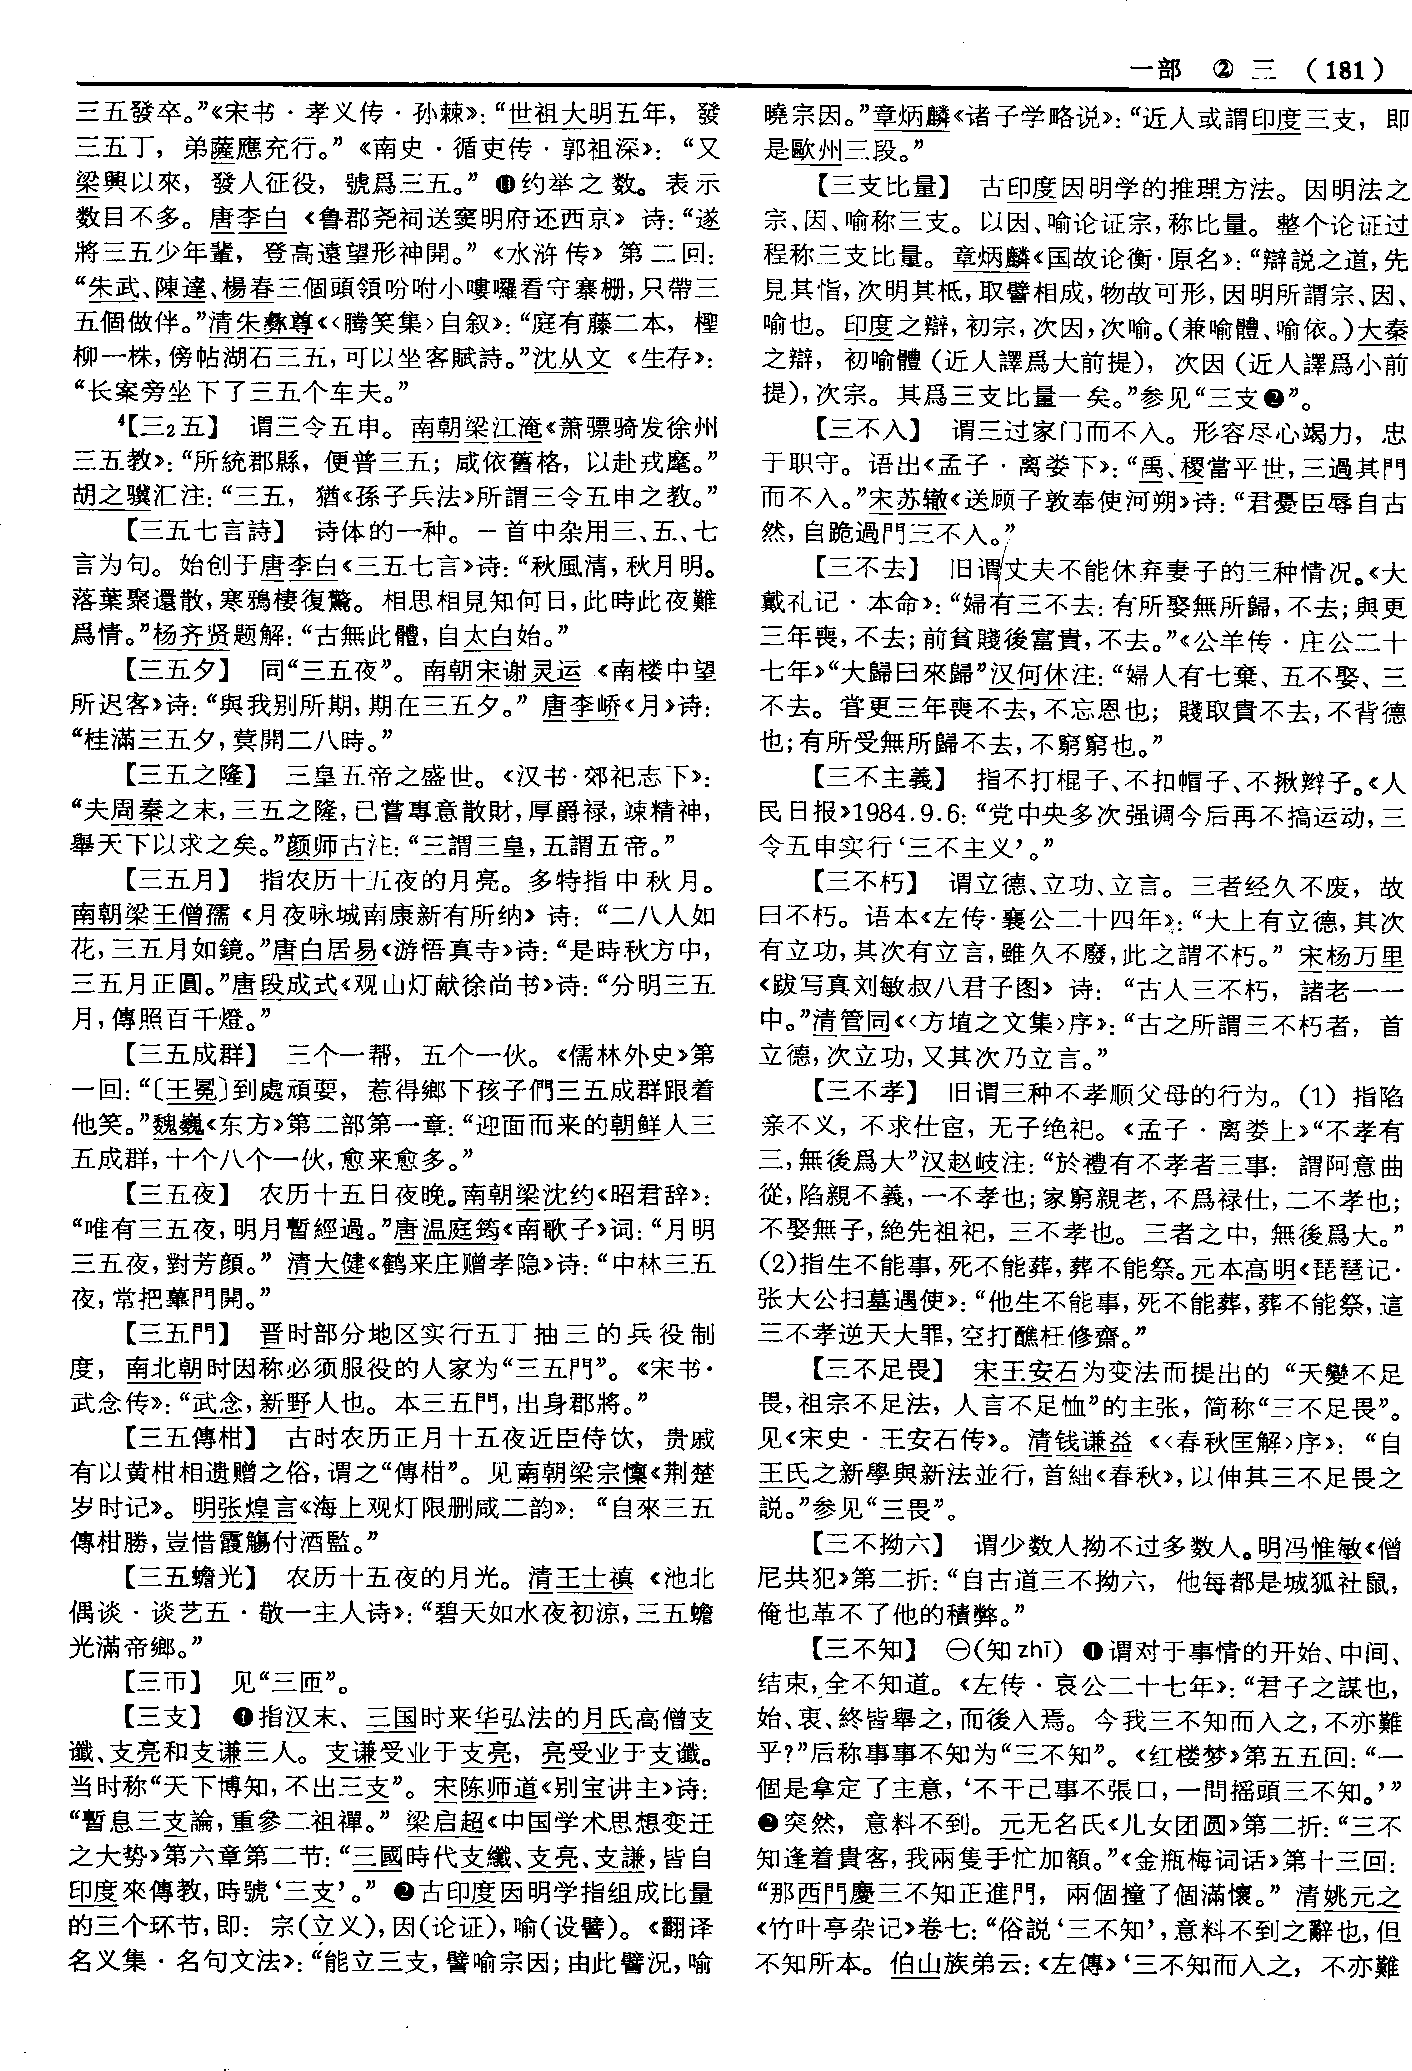 一部 ② 三 （181）
三五發卒。”《宋书·孝义传·孙棘》：“世祖大明五年，發
三五丁，弟薩應充行。”《南史·循吏传·郭祖深》：“又
梁興以來，發人征役，號爲三五。”⓫约举之数。表示
数目不多。唐李白《鲁郡尧祠送窦明府还西京》诗：“遂
將三五少年輩，登高遠望形神開。”《水浒传》第二回：
“朱武、陳達、楊春三個頭領吩咐小嘍囉看守寨栅，只帶三
五個做伴。”清朱彝尊《〈腾笑集〉自叙》：“庭有藤二本，檉
柳一株，傍帖湖石三五，可以坐客賦詩。”沈从文《生存》：
“长案旁坐下了三五个车夫。”
⁴【三₂五】 谓三令五申。南朝梁江淹《萧骠骑发徐州
三五教》：“所統郡縣，便普三五；咸依舊格，以赴戎麾。”
胡之骥汇注：“三五，猶《孫子兵法》所謂三令五申之教。”
【三五七言詩】 诗体的一种。一首中杂用三、五、七
言为句。始创于唐李白《三五七言》诗：“秋風清，秋月明。
落葉聚還散，寒鴉棲復驚。相思相見知何日，此時此夜難
爲情。”杨齐贤题解：“古無此體，自太白始。”
【三五夕】 同“三五夜”。南朝宋谢灵运《南楼中望
所迟客》诗：“與我别所期，期在三五夕。”唐李峤《月》诗：
“桂滿三五夕，蓂開二八時。”
【三五之隆】 三皇五帝之盛世。《汉书·郊祀志下》：
“夫周秦之末，三五之隆，已嘗專意散財，厚爵禄，竦精神，
舉天下以求之矣。”颜师古注：“三謂三皇，五謂五帝。”
【三五月】 指农历十五夜的月亮。多特指中秋月。
南朝梁王僧孺《月夜咏城南康新有所纳》诗：“二八人如
花，三五月如鏡。”唐白居易《游悟真寺》诗：“是時秋方中，
三五月正圓。”唐段成式《观山灯献徐尚书》诗：“分明三五
月，傳照百千燈。”
【三五成群】 三个一帮，五个一伙。《儒林外史》第
一回：“〔王冕〕到處頑耍，惹得鄉下孩子們三五成群跟着
他笑。”魏巍《东方》第二部第一章：“迎面而来的朝鲜人三
五成群，十个八个一伙，愈来愈多。”
【三五夜】 农历十五日夜晚。南朝梁沈约《昭君辞》：
“唯有三五夜，明月暫經過。”唐温庭筠《南歌子》词：“月明
三五夜，對芳顔。”清大健《鹤来庄赠孝隐》诗：“中林三五
夜，常把蓽門開。”
【三五門】 晋时部分地区实行五丁抽三的兵役制
度，南北朝时因称必须服役的人家为“三五門”。《宋书·
武念传》：“武念，新野人也。本三五門，出身郡將。”
【三五傳柑】 古时农历正月十五夜近臣侍饮，贵戚
有以黄柑相遗赠之俗，谓之“傳柑”。见南朝梁宗懔《荆楚
岁时记》。明张煌言《海上观灯限删咸二韵》：“自來三五
傳柑勝，豈惜霞觴付酒監。”
【三五蟾光】 农历十五夜的月光。清王士禛《池北
偶谈·谈艺五·敬一主人诗》：“碧天如水夜初涼，三五蟾
光滿帝鄉。”
【三帀】 见“三匝”。
【三支】 ❶指汉末、三国时来华弘法的月氏高僧支
谶、支亮和支谦三人。支谦受业于支亮，亮受业于支谶。
当时称“天下博知，不出三支”。宋陈师道《别宝讲主》诗：
“暫息三支論，重參二祖禪。”梁启超《中国学术思想变迁
之大势》第六章第二节：“三國時代支纖、支亮、支謙，皆自
印度來傳教，時號‘三支’。”❷古印度因明学指组成比量
的三个环节，即：宗（立义），因（论证），喻（设譬）。《翻译
名义集·名句文法》：“能立三支，譬喻宗因；由此譬況，喻
曉宗因。”章炳麟《诸子学略说》：“近人或謂印度三支，即
是歐州三段。”
【三支比量】 古印度因明学的推理方法。因明法之
宗、因、喻称三支。以因、喻论证宗，称比量。整个论证过
程称三支比量。章炳麟《国故论衡·原名》：“辯説之道，先
見其恉，次明其柢，取譬相成，物故可形，因明所謂宗、因、
喻也。印度之辯，初宗，次因，次喻。（兼喻體、喻依。）大秦
之辯，初喻體（近人譯爲大前提），次因（近人譯爲小前
提），次宗。其爲三支比量一矣。”参见“三支❷”。
【三不入】 谓三过家门而不入。形容尽心竭力，忠
于职守。语出《孟子·离娄下》：“禹、稷當平世，三過其門
而不入。”宋苏辙《送顾子敦奉使河朔》诗：“君憂臣辱自古
然，自跪過門三不入。”
【三不去】 旧谓丈夫不能休弃妻子的三种情况。《大
戴礼记·本命》：“婦有三不去：有所娶無所歸，不去；與更
三年喪，不去；前貧賤後富貴，不去。”《公羊传·庄公二十
七年》“大歸曰來歸”汉何休注：“婦人有七棄、五不娶、三
不去。嘗更三年喪不去，不忘恩也；賤取貴不去，不背德
也；有所受無所歸不去，不窮窮也。”
【三不主義】 指不打棍子、不扣帽子、不揪辫子。《人
民日报》1984.9.6：“党中央多次强调今后再不搞运动，三
令五申实行‘三不主义’。”
【三不朽】 谓立德、立功、立言。三者经久不废，故
曰不朽。语本《左传·襄公二十四年》：“大上有立德，其次
有立功，其次有立言，雖久不廢，此之謂不朽。”宋杨万里
《跋写真刘敏叔八君子图》诗：“古人三不朽，諸老一一
中。”清管同《〈方埴之文集〉序》：“古之所謂三不朽者，首
立德，次立功，又其次乃立言。”
【三不孝】 旧谓三种不孝顺父母的行为。（1）指陷
亲不义，不求仕宦，无子绝祀。《孟子·离娄上》“不孝有
三，無後爲大”汉赵岐注：“於禮有不孝者三事：謂阿意曲
從，陷親不義，一不孝也；家窮親老，不爲禄仕，二不孝也；
不娶無子，絶先祖祀，三不孝也。三者之中，無後爲大。”
（2）指生不能事，死不能葬，葬不能祭。元本高明《琵琶记·
张大公扫墓遇使》：“他生不能事，死不能葬，葬不能祭，這
三不孝逆天大罪，空打醮枉修齋。”
【三不足畏】 宋王安石为变法而提出的“天變不足
畏，祖宗不足法，人言不足恤”的主张，简称“三不足畏”。
见《宋史·王安石传》。清钱谦益《〈春秋匡解〉序》：“自
王氏之新學與新法並行，首絀《春秋》，以伸其三不足畏之
説。”参见“三畏”。
【三不拗六】 谓少数人拗不过多数人。明冯惟敏《僧
尼共犯》第二折：“自古道三不拗六，他每都是城狐社鼠，
俺也革不了他的積弊。”
【三不知】 ㊀（知zhī）❶谓对于事情的开始、中间、
结束，全不知道。《左传·哀公二十七年》：“君子之謀也，
始、衷、終皆舉之，而後入焉。今我三不知而入之，不亦難
乎？”后称事事不知为“三不知”。《红楼梦》第五五回：“一
個是拿定了主意，‘不干己事不張口，一問摇頭三不知。’”
❷突然，意料不到。元无名氏《儿女团圆》第二折：“三不
知逢着貴客，我兩隻手忙加額。”《金瓶梅词话》第十三回：
“那西門慶三不知正進門，兩個撞了個滿懷。”清姚元之
《竹叶亭杂记》卷七：“俗説‘三不知’，意料不到之辭也，但
不知所本。伯山族弟云：《左傳》‘三不知而入之，不亦難